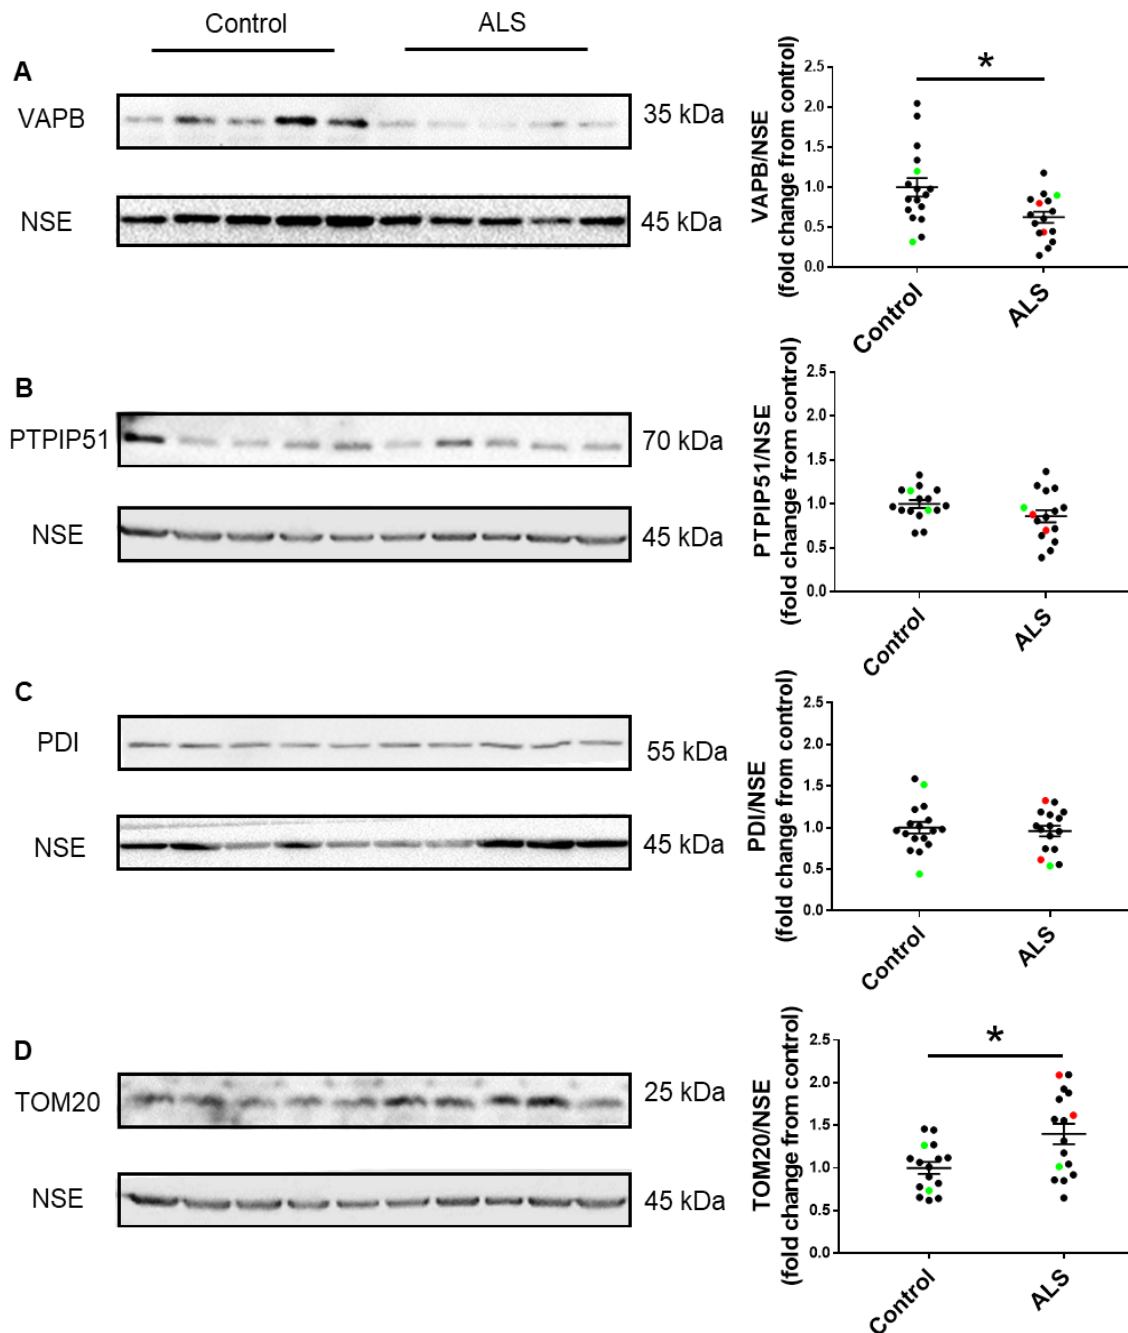 Control ALS
A
VAPB 35 kDa
NSE 45 kDa
VAPB/NSE
(fold change from control)
2.5
2.0
1.5
1.0
0.5
0.0
*
Control
ALS
B
PTPIP51 70 kDa
NSE 45 kDa
PTPIP51/NSE
(fold change from control)
2.5
2.0
1.5
1.0
0.5
0.0
Control
ALS
C
PDI 55 kDa
NSE 45 kDa
PDI/NSE
(fold change from control)
2.5
2.0
1.5
1.0
0.5
0.0
Control
ALS
D
TOM20 25 kDa
NSE 45 kDa
TOM20/NSE
(fold change from control)
2.5
2.0
1.5
1.0
0.5
0.0
*
Control
ALS